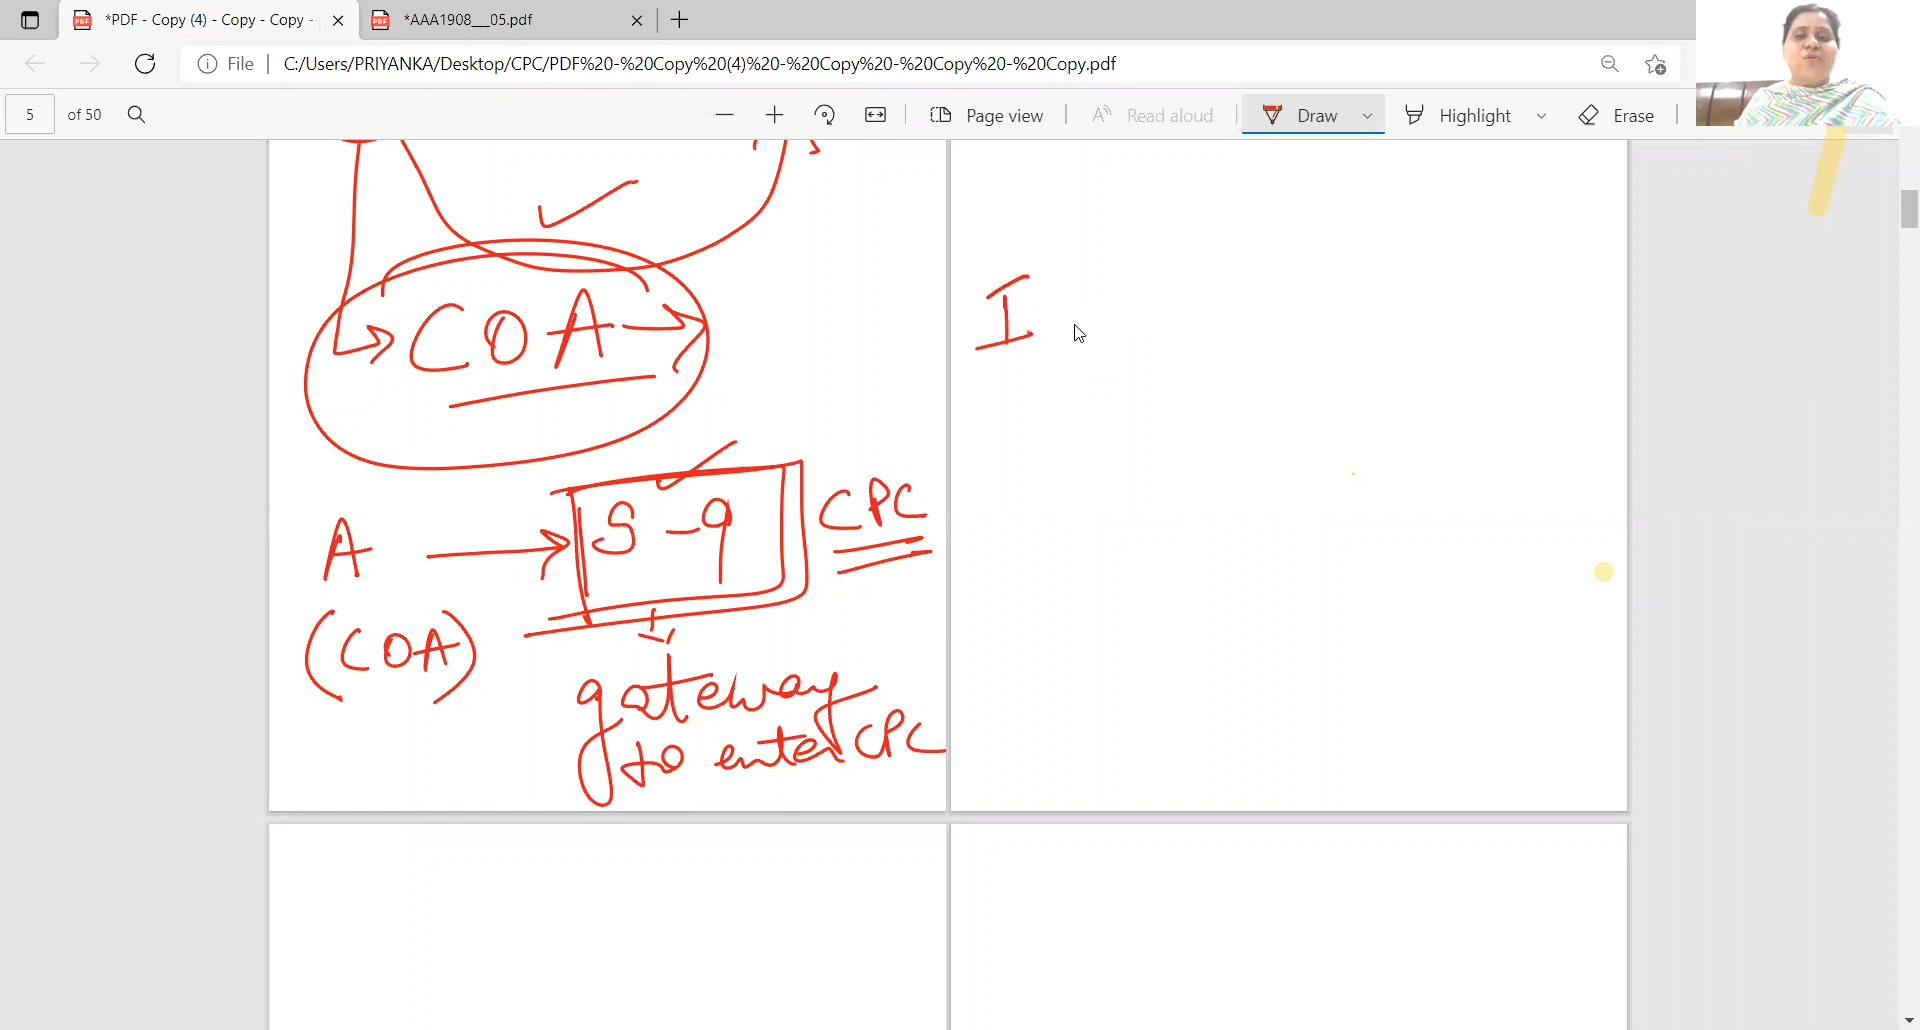 *PDF - Copy (4) - Copy - Copy -
*AAA1908___05.pdf
File
C:/Users/PRIYANKA/Desktop/CPC/PDF%20-%20Copy%20(4)%20-%20Copy%20-%20Copy%20-%20Copy.pdf
5 of 50
Page view
Read aloud
Draw
Highlight
Erase
COA
I
A
S-9
CPC
(COA)
gateway
to enter CPC